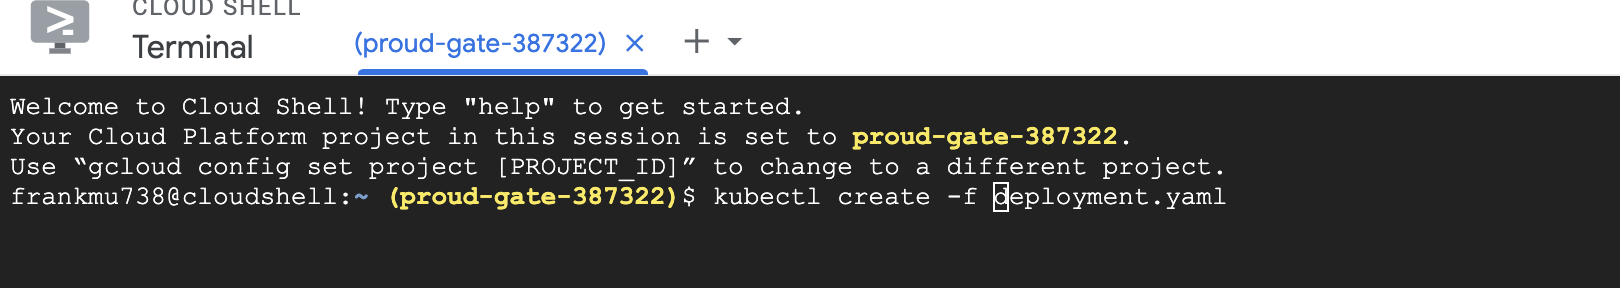 CLOUD SHELL
Terminal
(proud-gate-387322)
Welcome to Cloud Shell! Type "help" to get started.
Your Cloud Platform project in this session is set to proud-gate-387322.
Use “gcloud config set project [PROJECT_ID]” to change to a different project.
frankmu738@cloudshell:~ (proud-gate-387322)$ kubectl create -f deployment.yaml